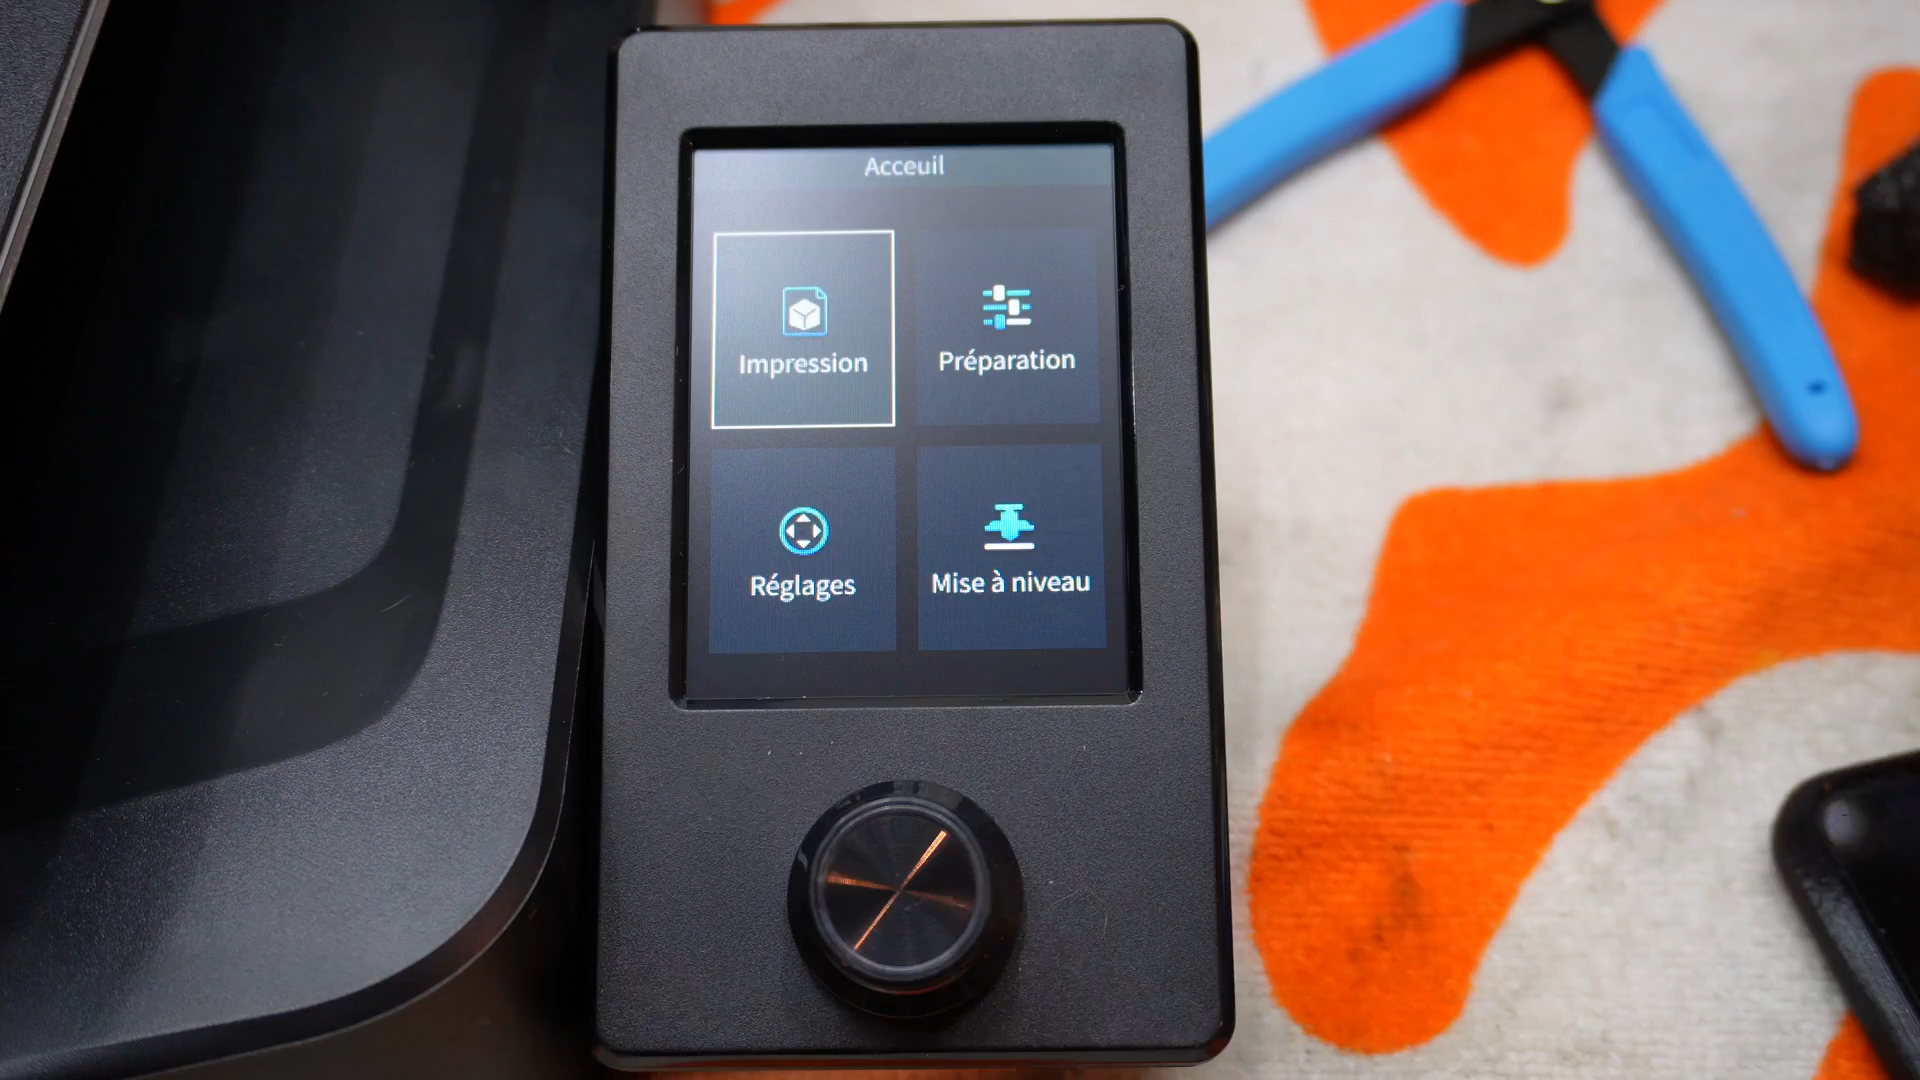 Acceuil
Impression
Préparation
Réglages
Mise à niveau